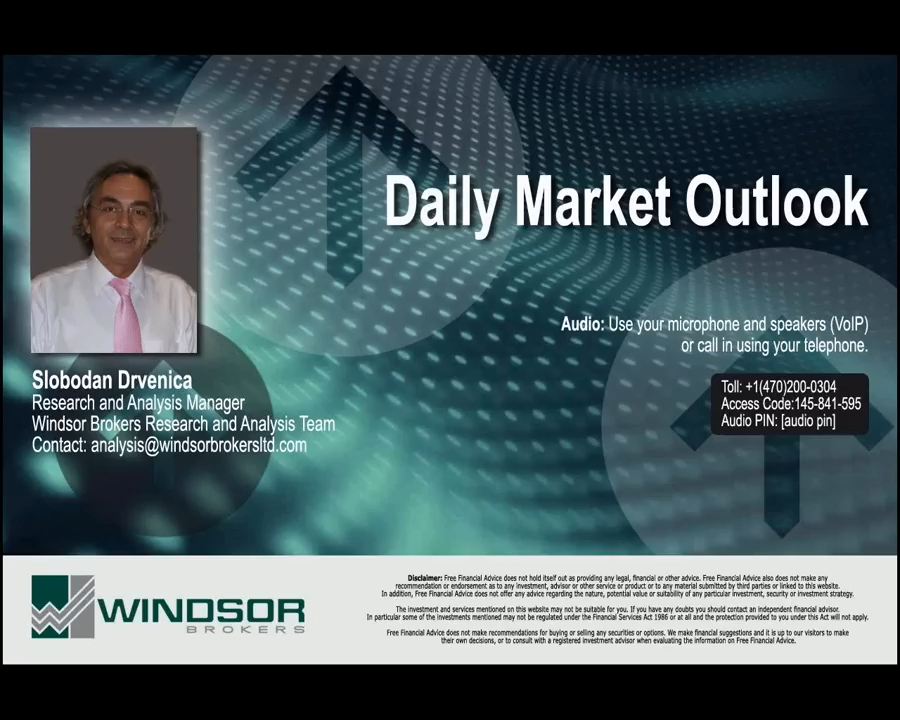 Daily Market Outlook
Audio: Use your microphone and speakers (VoIP)
or call in using your telephone.
Toll: +1(470)200-0304
Access Code:145-841-595
Audio PIN: [audio pin]
Slobodan Drvenica
Research and Analysis Manager
Windsor Brokers Research and Analysis Team
Contact: analysis@windsorbrokersltd.com
WINDSOR
BROKERS
Disclaimer: Free Financial Advice does not hold itself out as providing any legal, financial or other advice. Free Financial Advice also does not make any
recommendation or endorsement as to any investment, advisor or other service or product or to any material submitted by third parties or linked to this website.
In addition, Free Financial Advice does not offer any advice regarding the nature, potential value or suitability of any particular investment, security or investment strategy.
The investment and services mentioned on this website may not be suitable for you. If you have any doubts you should contact an independent financial advisor.
In particular some of the investments mentioned may not be regulated under the Financial Services Act 1986 or at all and the protection provided to you under this Act will not apply.
Free Financial Advice does not make recommendations for buying or selling any securities or options. We make financial suggestions and it is up to our visitors to make
their own decisions, or to consult with a registered investment advisor when evaluating the information on Free Financial Advice.